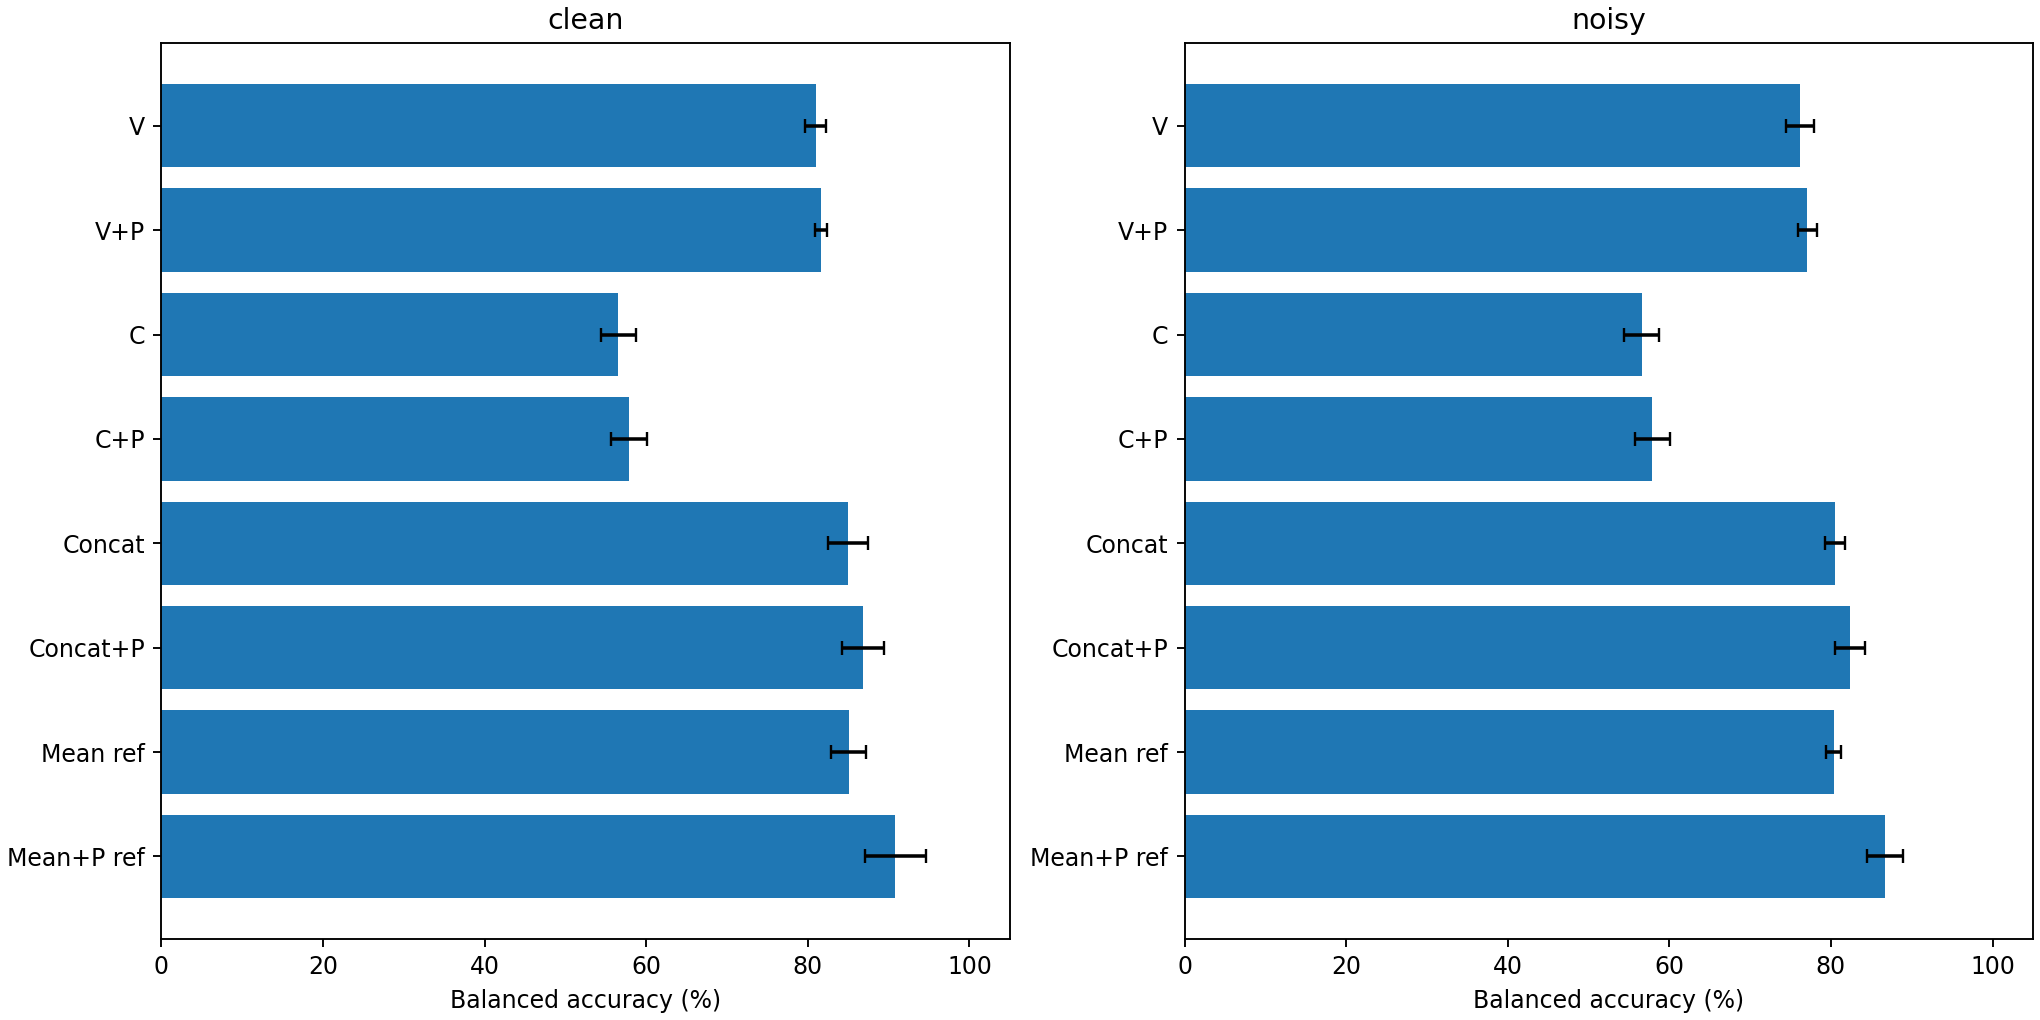 clean
V
V+P
C
C+P
Concat
Concat+P
Mean ref
Mean+P ref
0 20 40 60 80 100
Balanced accuracy (%)
noisy
V
V+P
C
C+P
Concat
Concat+P
Mean ref
Mean+P ref
0 20 40 60 80 100
Balanced accuracy (%)